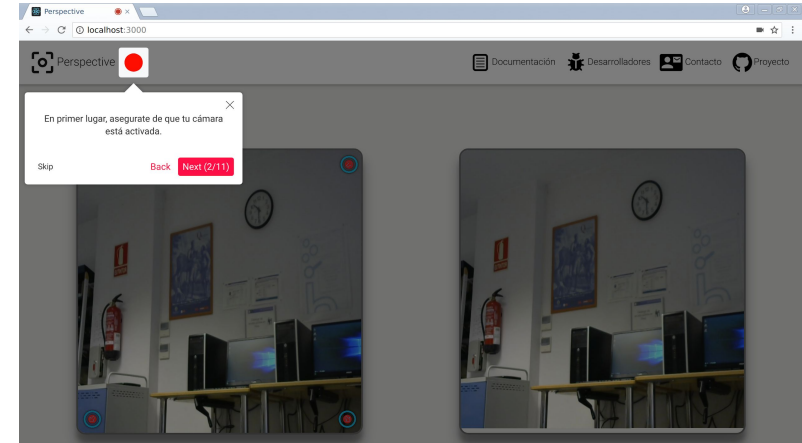 Perspective
localhost:3000
Perspective
Documentación
Desarrolladores
Contacto
Proyecto
En primer lugar, asegurate de que tu cámara
está activada.
Skip
Back
Next (2/11)